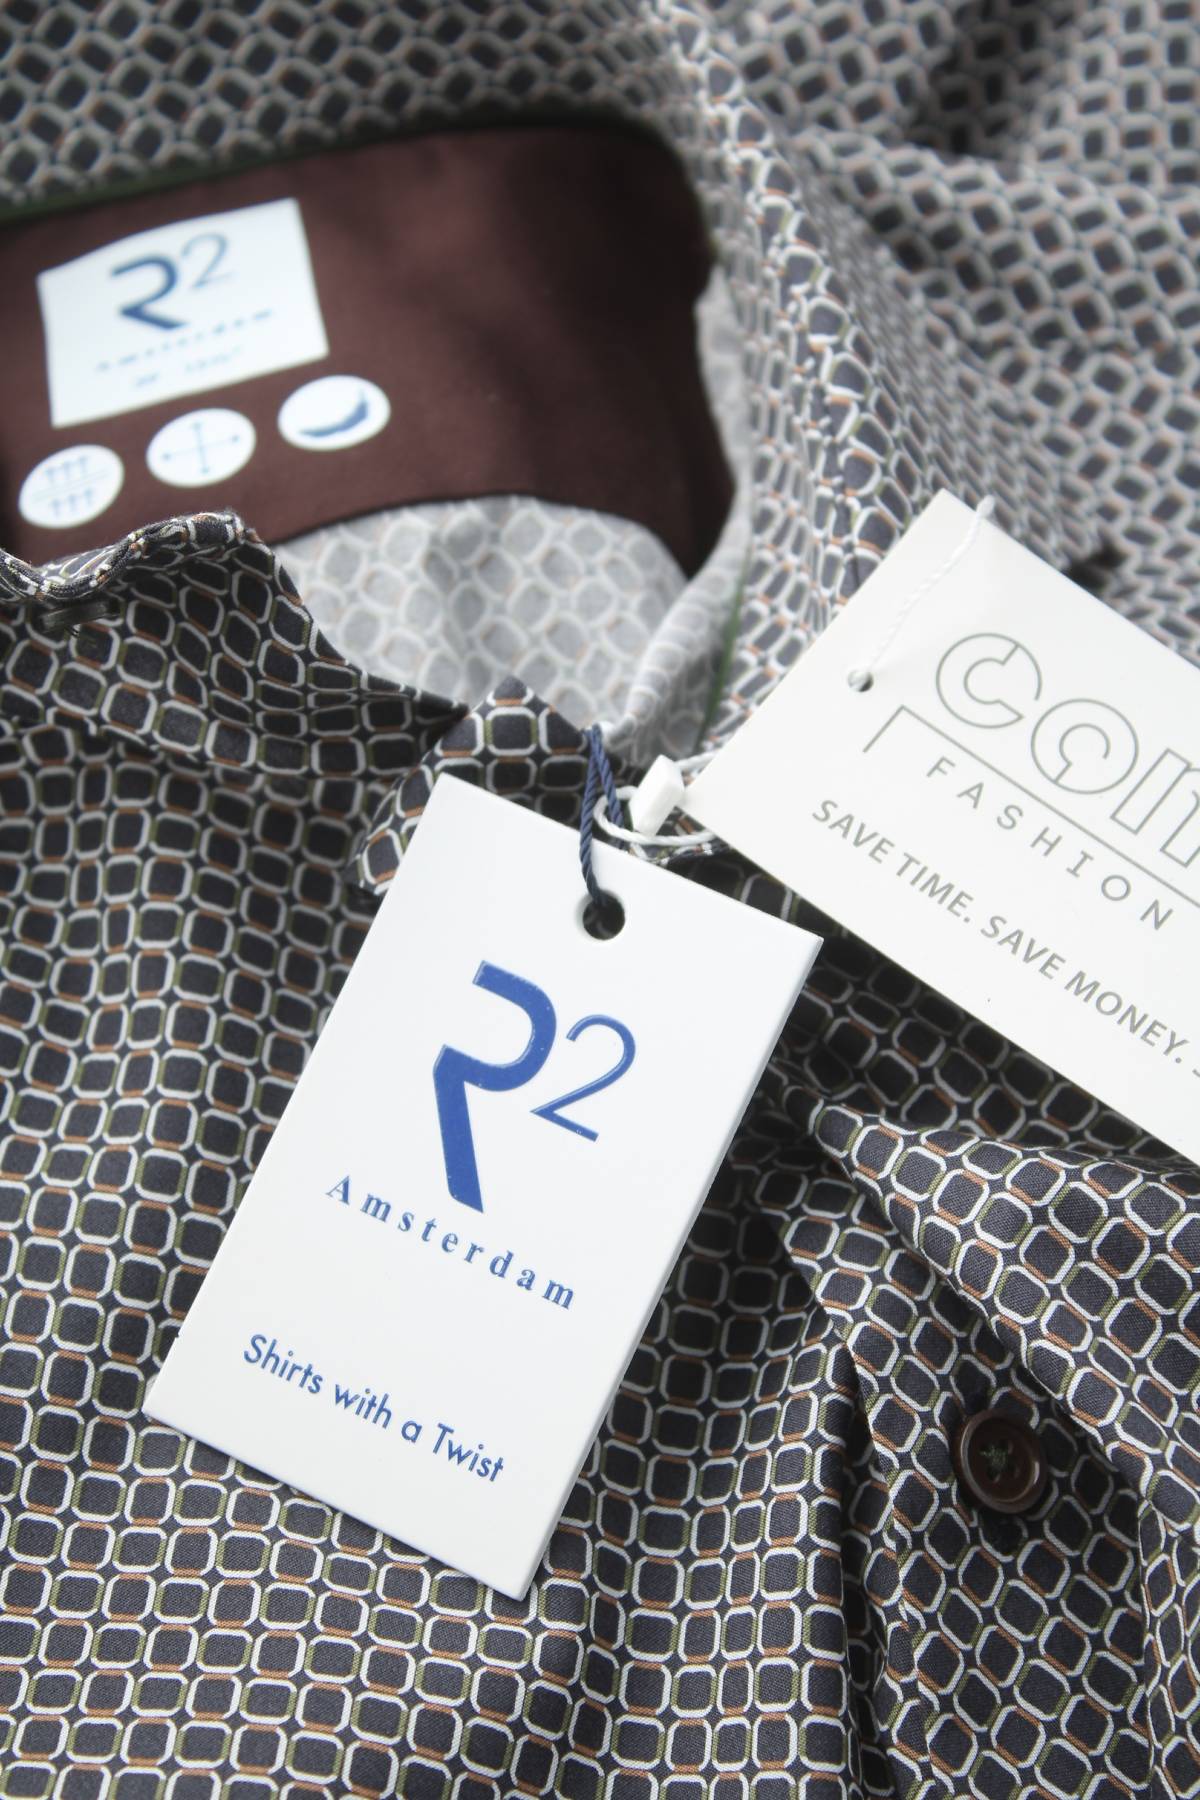 R2
Amsterdam
R2
Amsterdam
Shirts with a Twist
FASHION
SAVE TIME. SAVE MONEY.